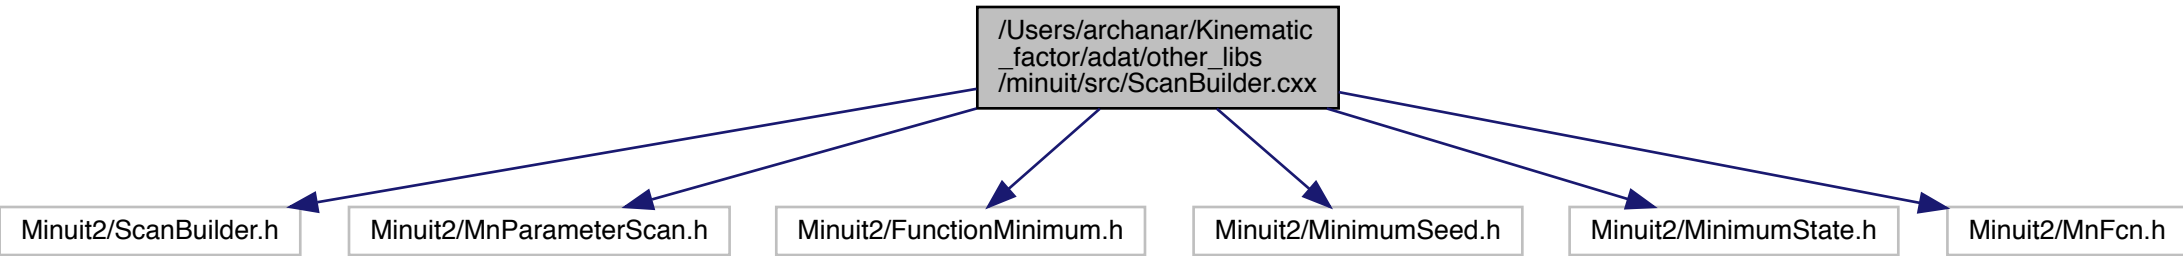 /Users/archanar/Kinematic
_factor/adat/other_libs
/minuit/src/ScanBuilder.cxx
Minuit2/ScanBuilder.h
Minuit2/MnParameterScan.h
Minuit2/FunctionMinimum.h
Minuit2/MinimumSeed.h
Minuit2/MinimumState.h
Minuit2/MnFcn.h